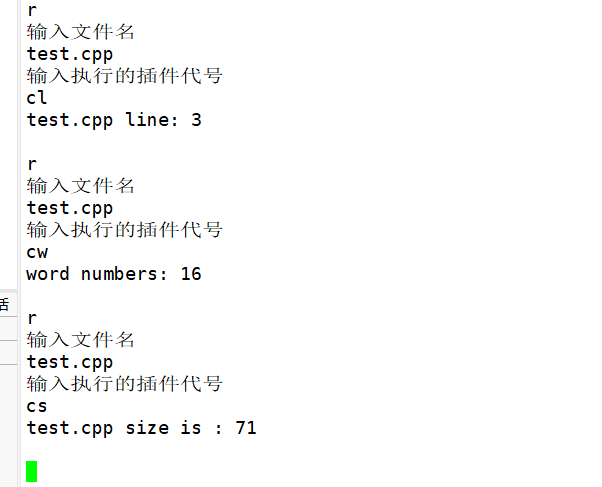 r
输入文件名
test.cpp
输入执行的插件代号
cl
test.cpp line: 3
r
输入文件名
test.cpp
输入执行的插件代号
cw
word numbers: 16
活
r
输入文件名
test.cpp
输入执行的插件代号
cs
test.cpp size is : 71